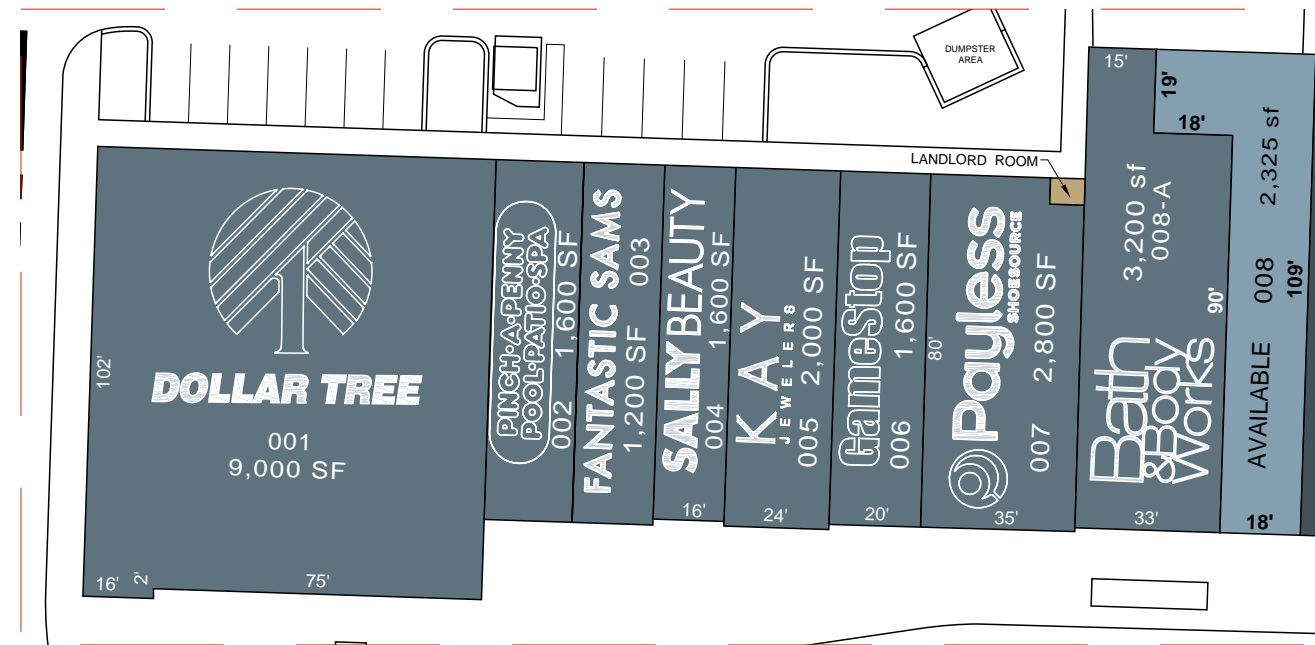 DUMPSTER
AREA
LANDLORD ROOM
102'
DOLLAR TREE
001
9,000 SF
16'
2'
75'
PINCH·A·PENNY
POOL·PATIO·SPA
002 1,600 SF
FANTASTIC SAMS
1,200 SF 003
SALLY BEAUTY
004 1,600 SF
16'
KAY
JEWELERS
005 2,000 SF
24'
GameStop
006 1,600 SF
20'
80'
Payless
SHOESOURCE
007 2,800 SF
35'
15'
19'
18'
3,200 sf
008-A
90'
Bath
&Body
Works
33'
AVAILABLE 008 2,325 sf
109'
18'